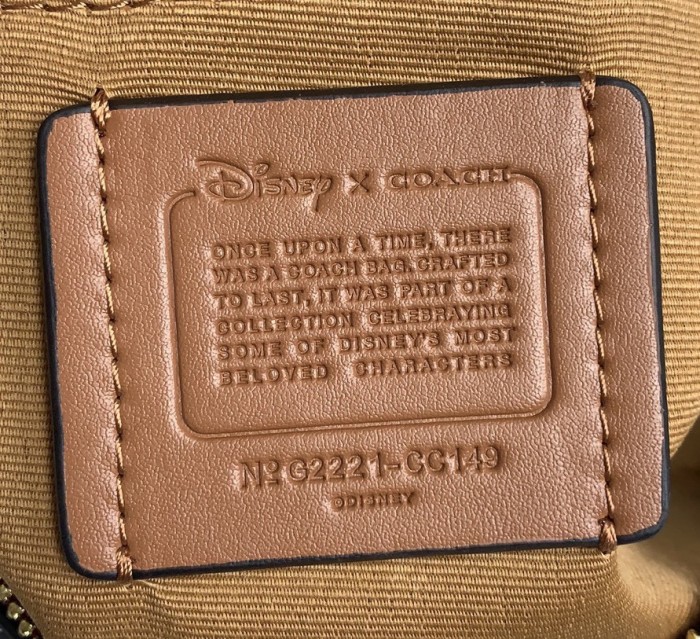 Disney X COACH
ONCE UPON A TIME, THERE
WAS A COACH BAG. CRAFTED
TO LAST, IT WAS PART OF A
COLLECTION CELEBRAYING
SOME OF DISNEY'S MOST
BELOVED CHARACTERS
Nº G2221-CC149
©DISNEY